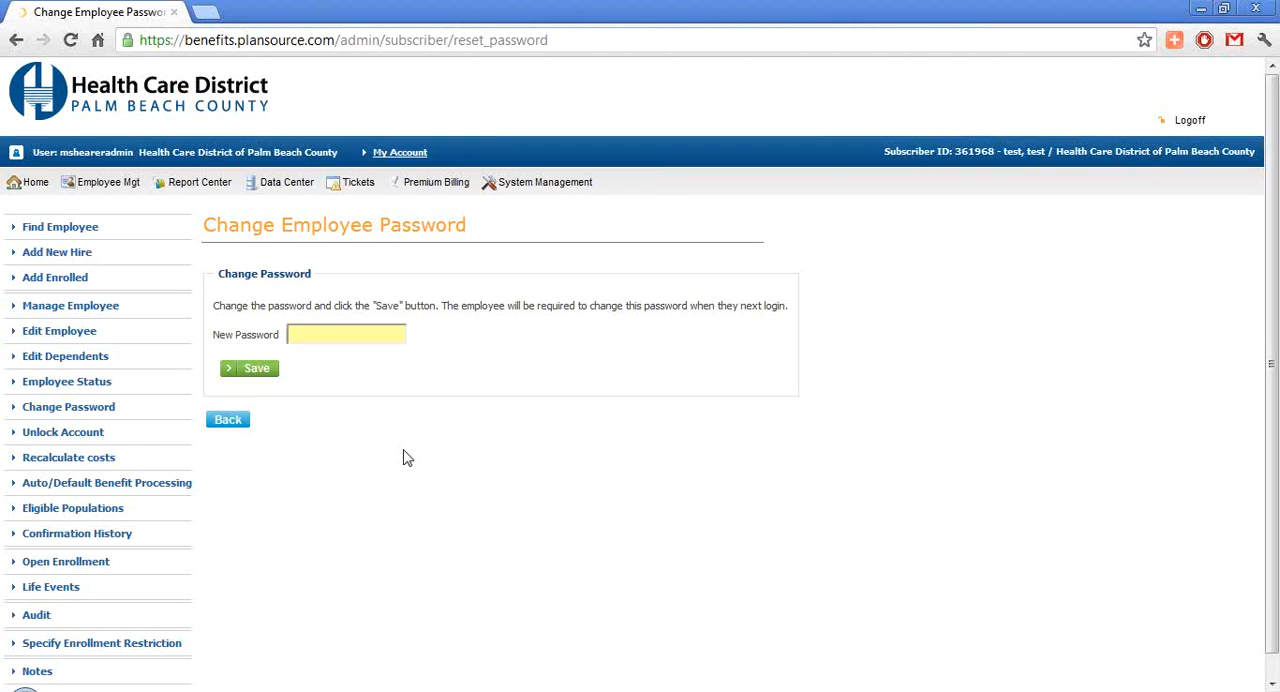 Change Employee Passwor
https://benefits.plansource.com/admin/subscriber/reset_password
Health Care District
PALM BEACH COUNTY
Logoff
User: msheareradmin Health Care District of Palm Beach County My Account
Subscriber ID: 361968 - test, test / Health Care District of Palm Beach County
Home Employee Mgt Report Center Data Center Tickets Premium Billing System Management
Find Employee
Add New Hire
Add Enrolled
Manage Employee
Edit Employee
Edit Dependents
Employee Status
Change Password
Unlock Account
Recalculate costs
Auto/Default Benefit Processing
Eligible Populations
Confirmation History
Open Enrollment
Life Events
Audit
Specify Enrollment Restriction
Notes
Change Employee Password
Change Password
Change the password and click the "Save" button. The employee will be required to change this password when they next login.
New Password
Save
Back